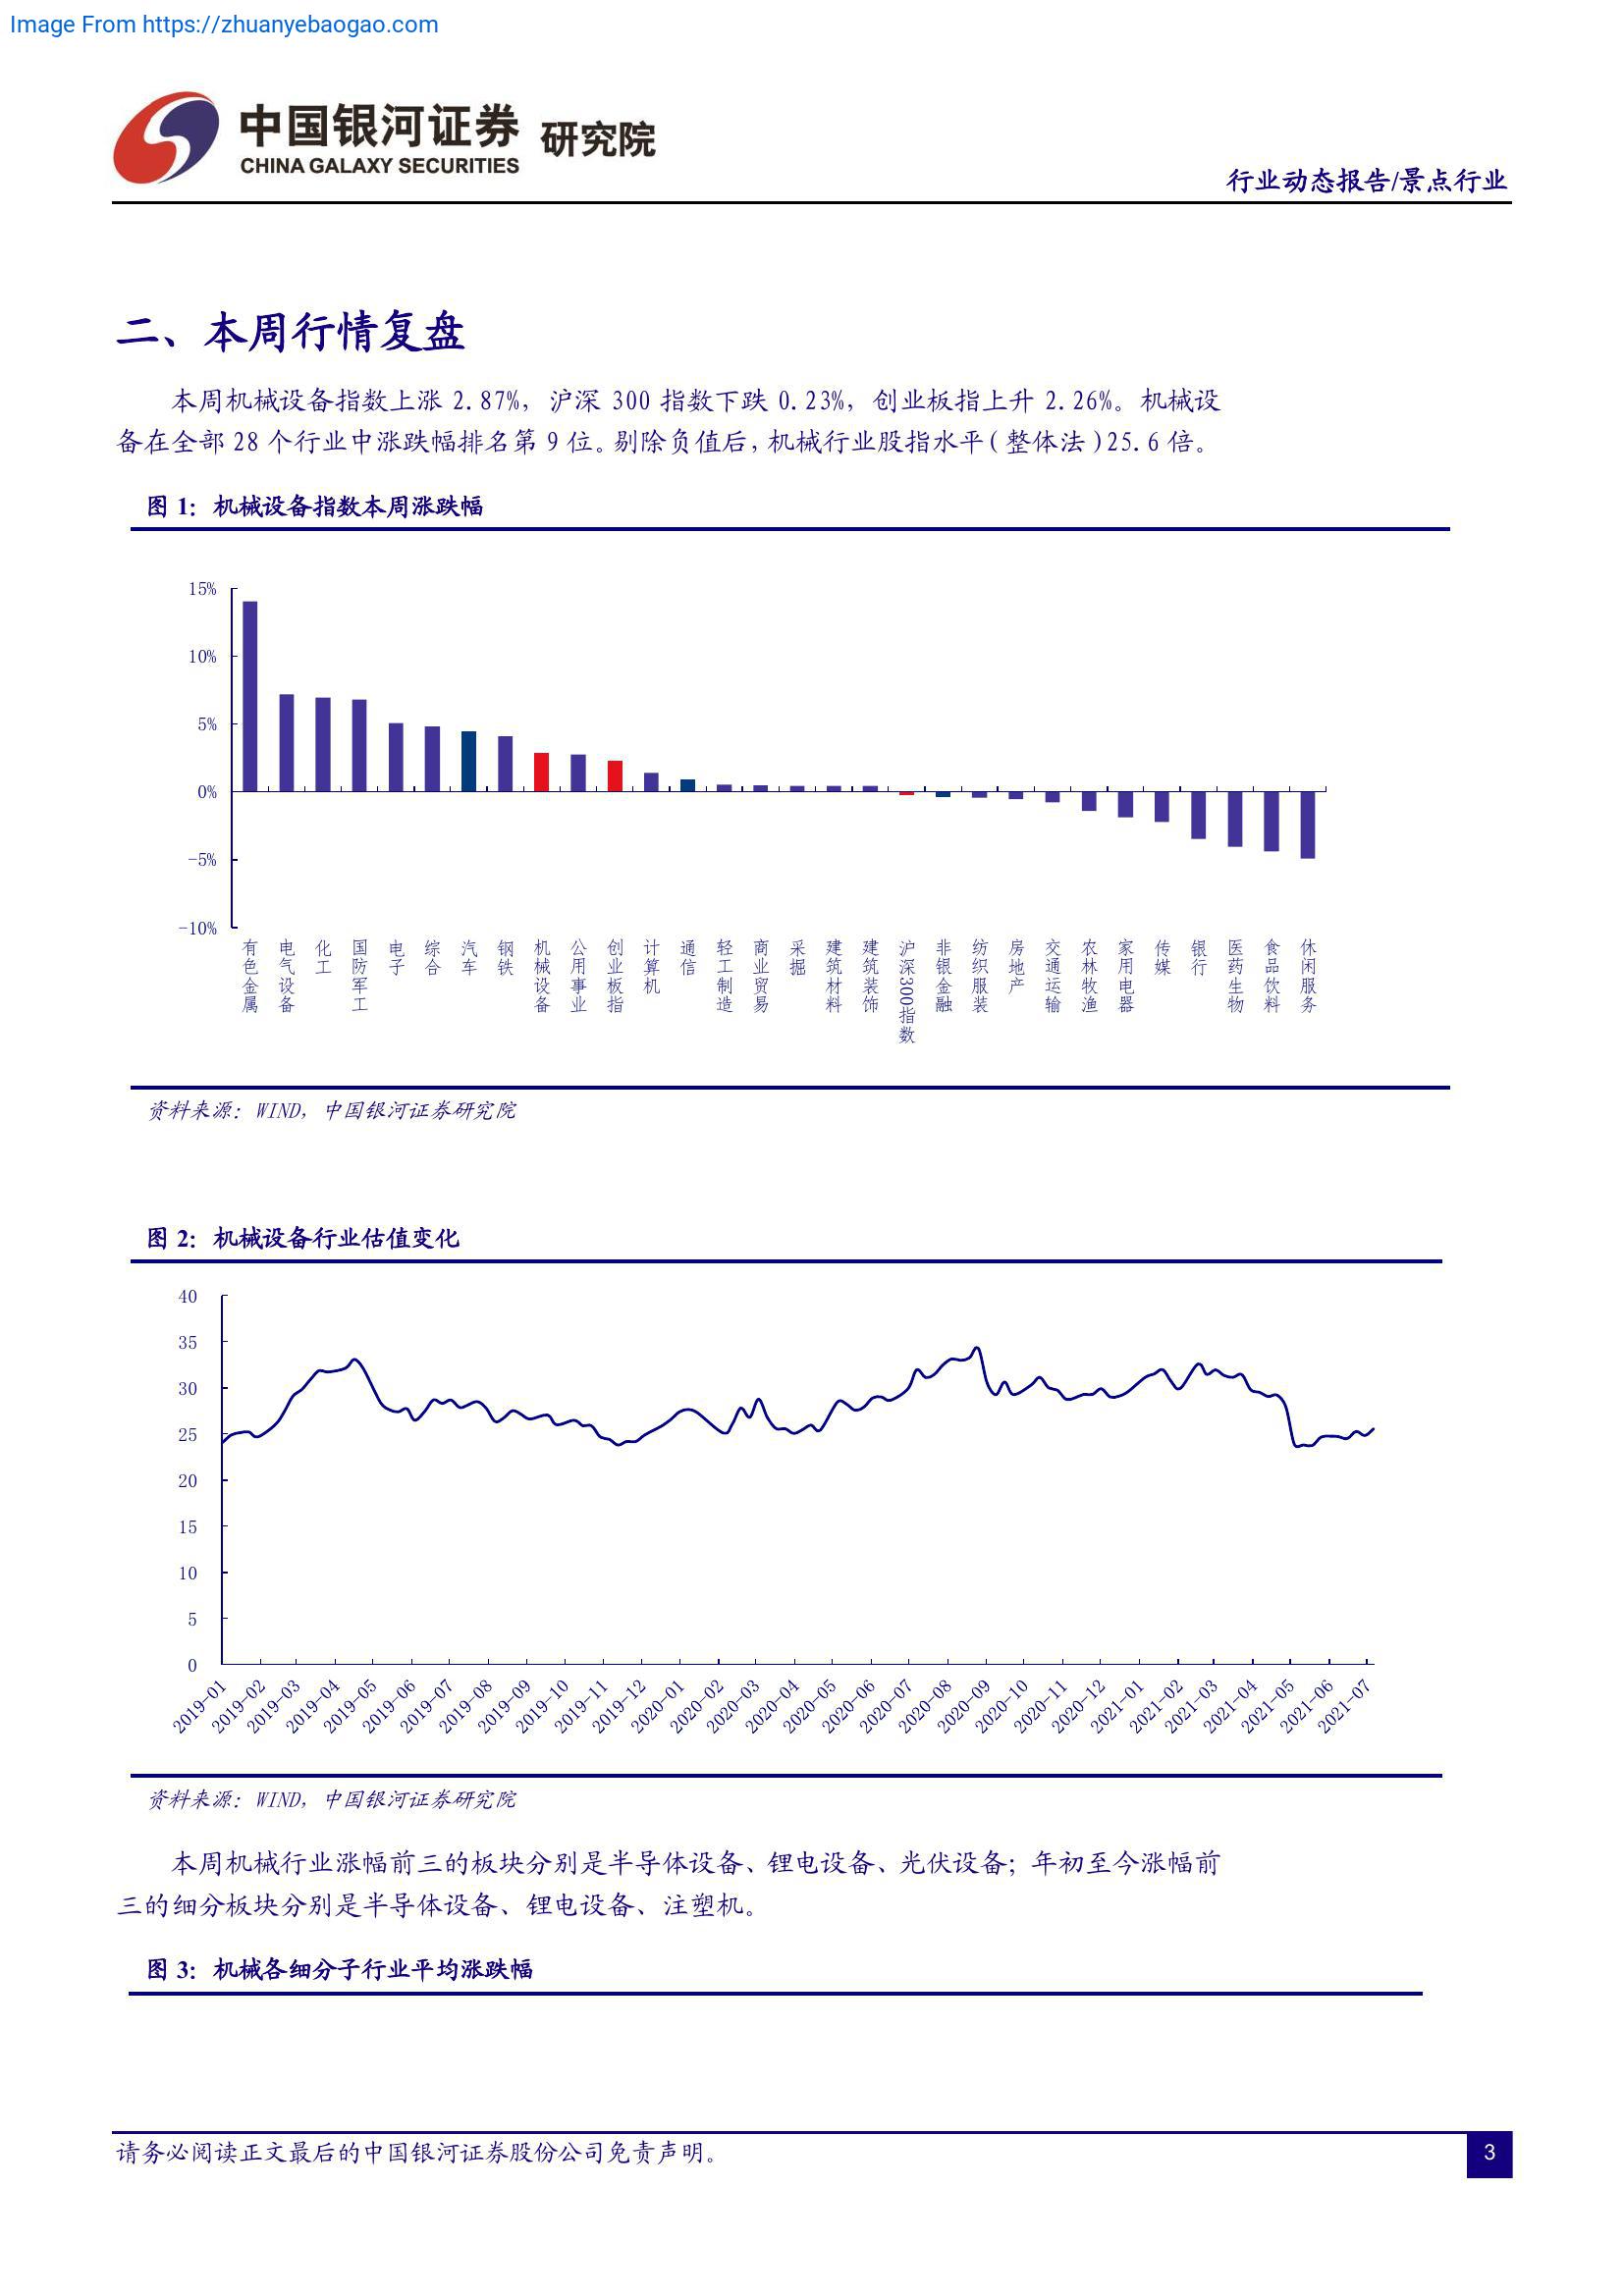 Image From https://zhuanyebaogao.com
中国银河证券 研究院
CHINA GALAXY SECURITIES
行业动态报告/景点行业
二、本周行情复盘
本周机械设备指数上涨 2.87%，沪深 300 指数下跌 0.23%，创业板指上升 2.26%。机械设
备在全部 28 个行业中涨跌幅排名第 9 位。剔除负值后，机械行业股指水平（整体法）25.6 倍。
图 1：机械设备指数本周涨跌幅
15%
10%
5%
0%
-5%
-10%
有色金属
电气设备
化工
国防军工
电子
综合
汽车
钢铁
机械设备
公用事业
创业板指
计算机
通信
轻工制造
商业贸易
采掘
建筑材料
建筑装饰
沪深300指数
非银金融
纺织服装
房地产
交通运输
农林牧渔
家用电器
传媒
银行
医药生物
食品饮料
休闲服务
资料来源：WIND，中国银河证券研究院
图 2：机械设备行业估值变化
40
35
30
25
20
15
10
5
0
2019-01
2019-02
2019-03
2019-04
2019-05
2019-06
2019-07
2019-08
2019-09
2019-10
2019-11
2019-12
2020-01
2020-02
2020-03
2020-04
2020-05
2020-06
2020-07
2020-08
2020-09
2020-10
2020-11
2020-12
2021-01
2021-02
2021-03
2021-04
2021-05
2021-06
2021-07
资料来源：WIND，中国银河证券研究院
本周机械行业涨幅前三的板块分别是半导体设备、锂电设备、光伏设备；年初至今涨幅前
三的细分板块分别是半导体设备、锂电设备、注塑机。
图 3：机械各细分子行业平均涨跌幅
请务必阅读正文最后的中国银河证券股份公司免责声明。
3